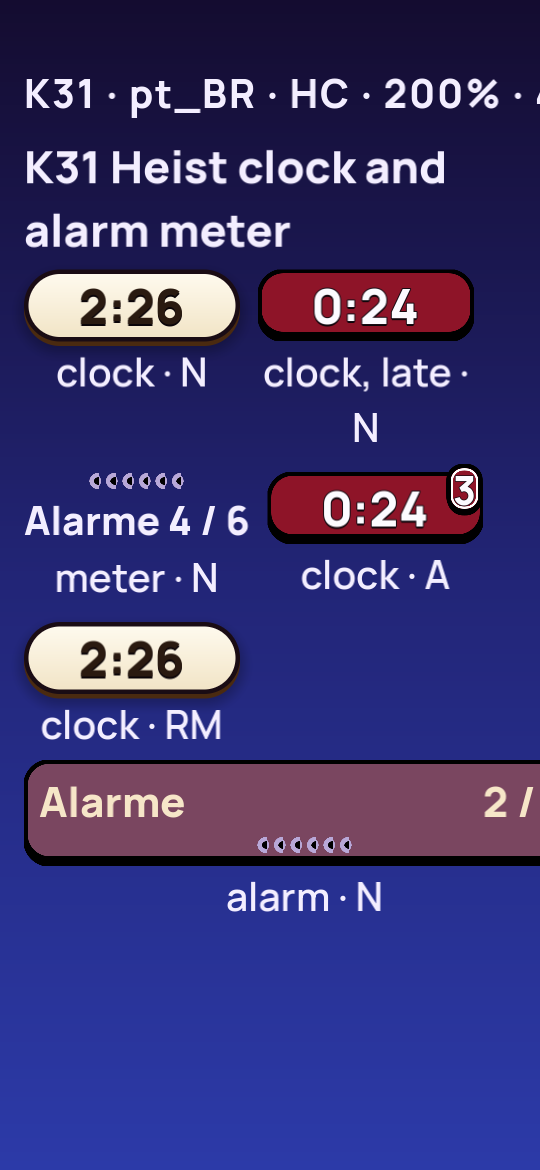 K31 · pt_BR · HC · 200% ·
K31 Heist clock and
alarm meter
2:26
0:24
clock · N
clock, late ·
N
3
Alarme 4 / 6
0:24
meter · N
clock · A
2:26
clock · RM
Alarme 2 /
alarm · N